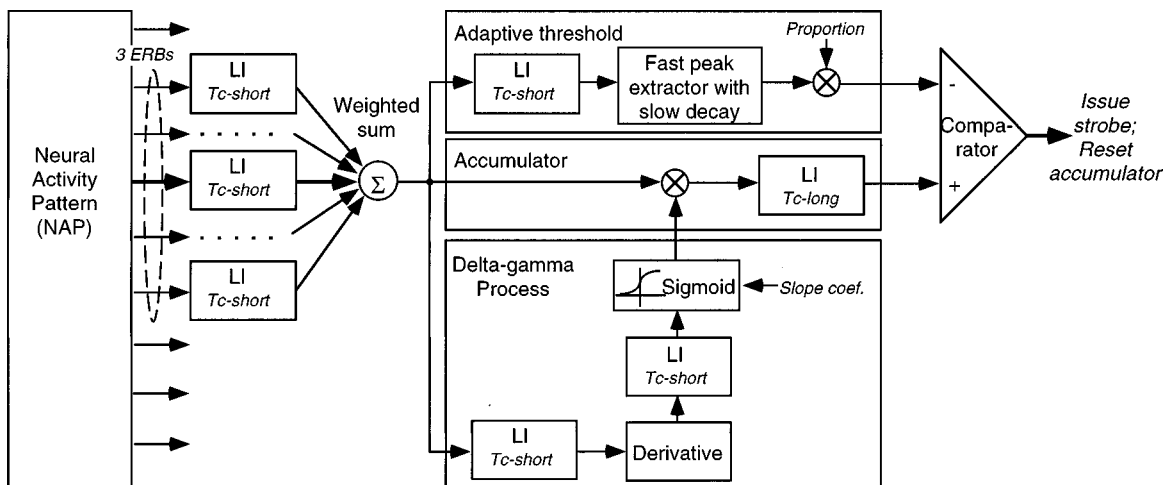 Neural
Activity
Pattern
(NAP)
3 ERBs
LI
Tc-short
LI
Tc-short
LI
Tc-short
Weighted
sum
Σ
Adaptive threshold
LI
Tc-short
Fast peak
extractor with
slow decay
Proportion
Accumulator
LI
Tc-long
Delta-gamma
Process
Sigmoid
Slope coef.
LI
Tc-short
LI
Tc-short
Derivative
-
Compa-
rator
+
Issue
strobe;
Reset
accumulator